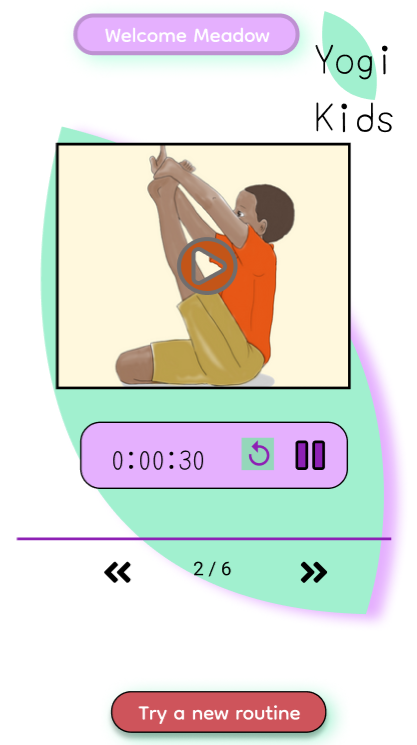 Welcome Meadow
Yogi
Kids
0:00:30
2 / 6
Try a new routine